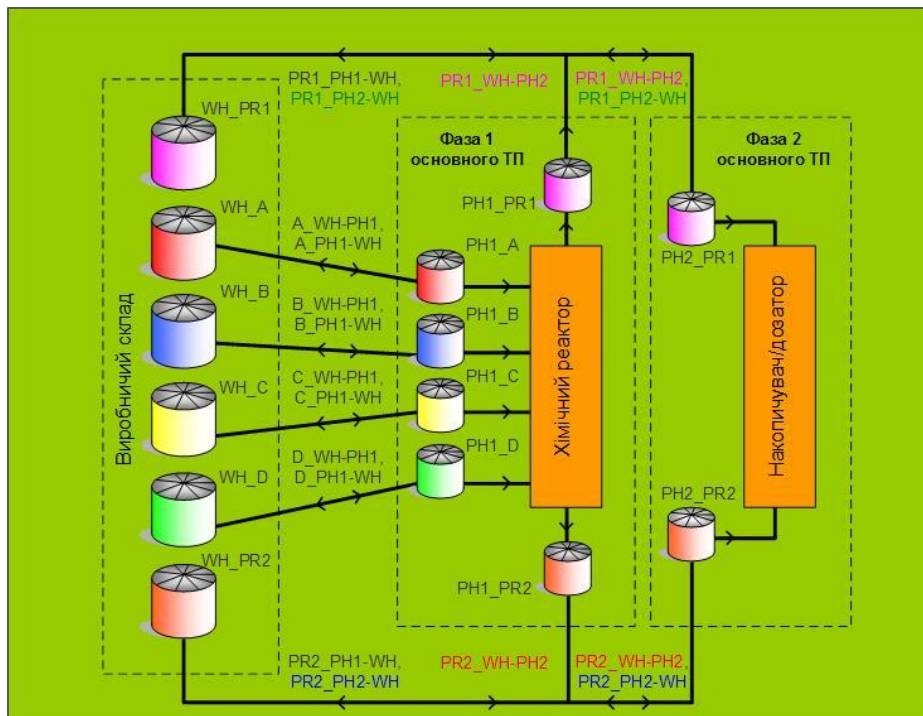 PR1_PH1-WH,
PR1_PH2-WH
PR1_WH-PH2
PR1_WH-PH2,
PR1_PH2-WH
WH_PR1
Фаза 1
основного ТП
Фаза 2
основного ТП
PH1_PR1
WH_A
A_WH-PH1,
A_PH1-WH
PH1_A
PH2_PR1
WH_B
B_WH-PH1,
B_PH1-WH
PH1_B
Виробничий склад
Хімічний реактор
Накопичувач/дозатор
WH_C
C_WH-PH1,
C_PH1-WH
PH1_C
WH_D
D_WH-PH1,
D_PH1-WH
PH1_D
PH2_PR2
WH_PR2
PH1_PR2
PR2_PH1-WH,
PR2_PH2-WH
PR2_WH-PH2
PR2_WH-PH2,
PR2_PH2-WH